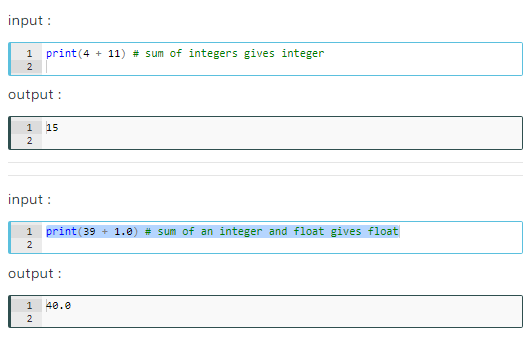 input :
1 print(4 + 11) # sum of integers gives integer
2
output :
1 15
2
input :
1 print(39 + 1.0) # sum of an integer and float gives float
2
output :
1 40.0
2